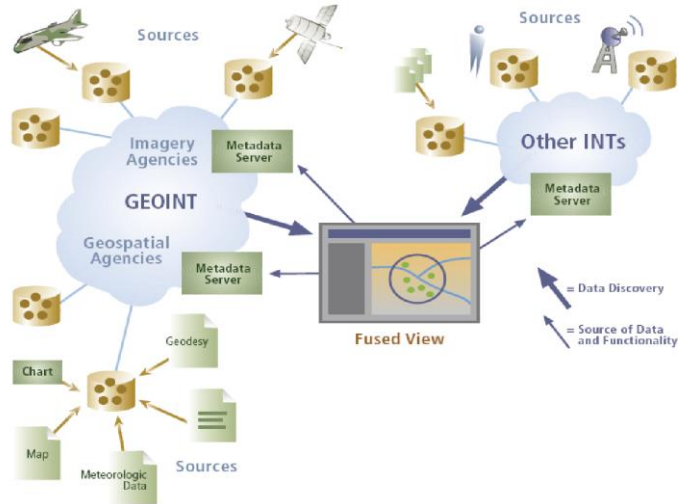 Sources
Sources
Imagery
Agencies
Metadata
Server
Other INTs
GEOINT
Metadata
Server
Geospatial
Agencies
Metadata
Server
= Data Discovery
= Source of Data
and Functionality
Fused View
Geodesy
Chart
Map
Meteorologic
Data
Sources